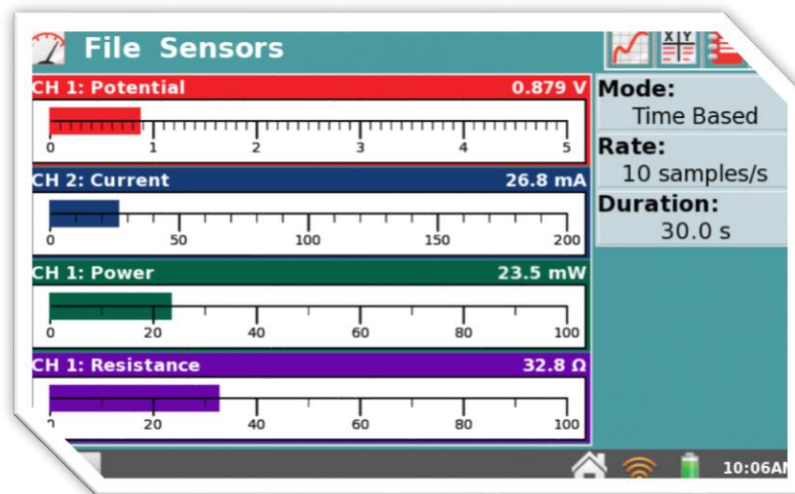 File Sensors
X Y
CH 1: Potential 0.879 V
0 1 2 3 4 5
CH 2: Current 26.8 mA
0 50 100 150 200
CH 1: Power 23.5 mW
0 20 40 60 80 100
CH 1: Resistance 32.8 Ω
20 40 60 80 100
Mode:
Time Based
Rate:
10 samples/s
Duration:
30.0 s
10:06AM